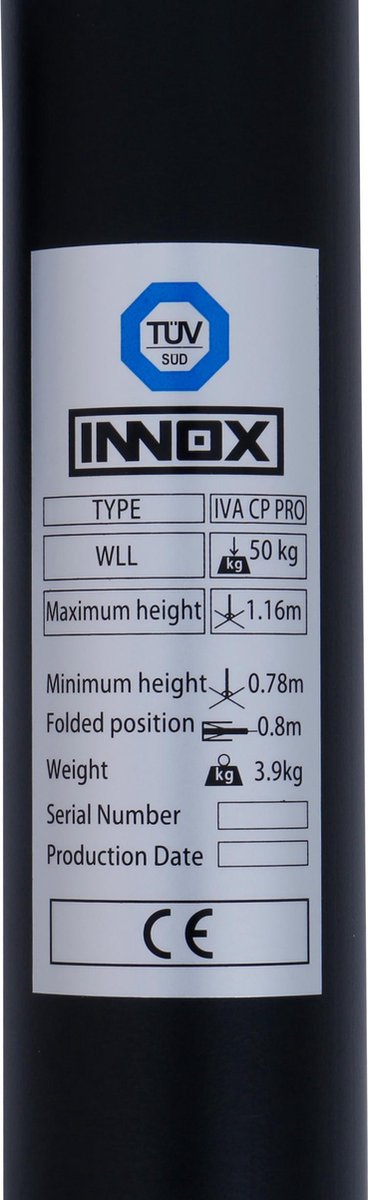 TÜV
SÜD
INNOX
TYPE IVA CP PRO
WLL kg 50 kg
Maximum height 1.16m
Minimum height 0.78m
Folded position 0.8m
Weight kg 3.9kg
Serial Number
Production Date
CE